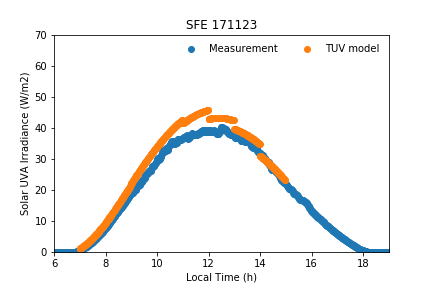 SFE 171123
Measurement TUV model
70
60
50
40
30
20
10
0
Solar UVA Irradiance (W/m2)
6 8 10 12 14 16 18
Local Time (h)